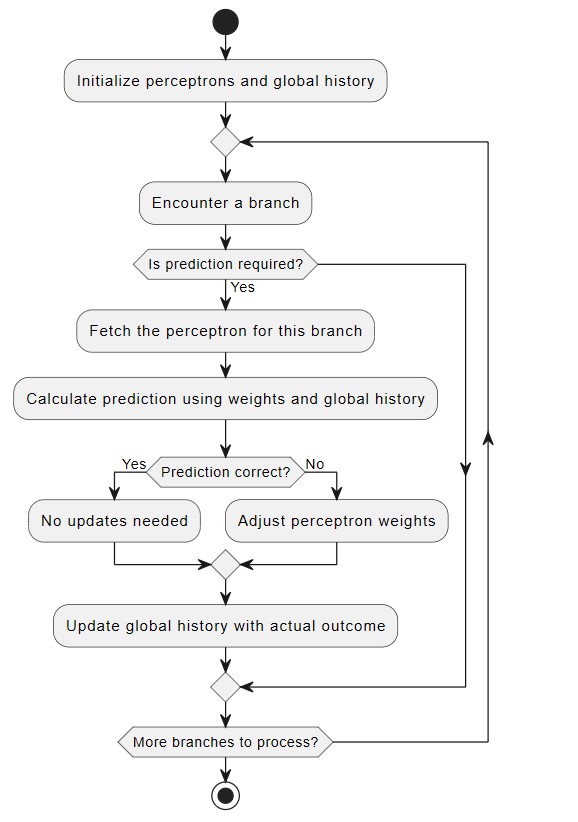 Initialize perceptrons and global history
Encounter a branch
Is prediction required?
Yes
Fetch the perceptron for this branch
Calculate prediction using weights and global history
Yes
Prediction correct?
No
No updates needed
Adjust perceptron weights
Update global history with actual outcome
More branches to process?